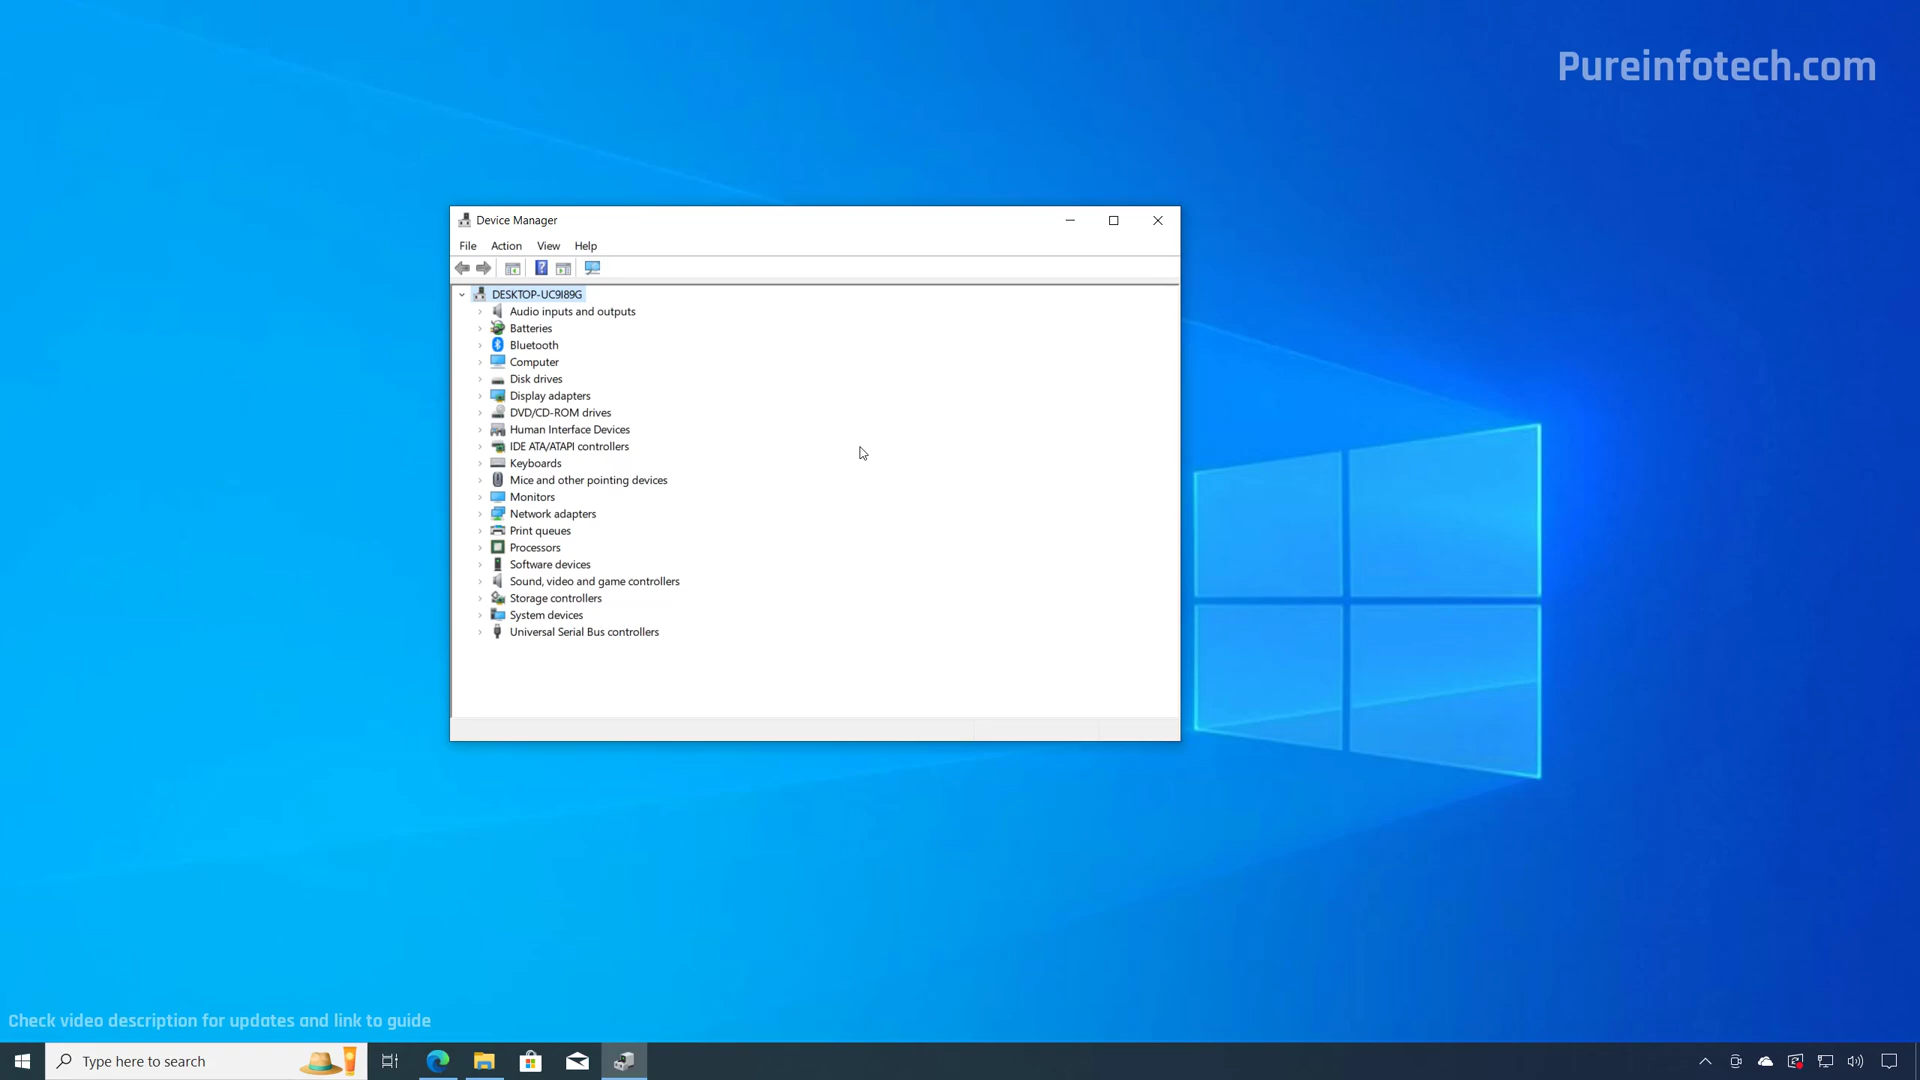 Pureinfotech.com
Device Manager
File Action View Help
DESKTOP-UC9I89G
Audio inputs and outputs
Batteries
Bluetooth
Computer
Disk drives
Display adapters
DVD/CD-ROM drives
Human Interface Devices
IDE ATA/ATAPI controllers
Keyboards
Mice and other pointing devices
Monitors
Network adapters
Print queues
Processors
Software devices
Sound, video and game controllers
Storage controllers
System devices
Universal Serial Bus controllers
Check video description for updates and link to guide
Type here to search